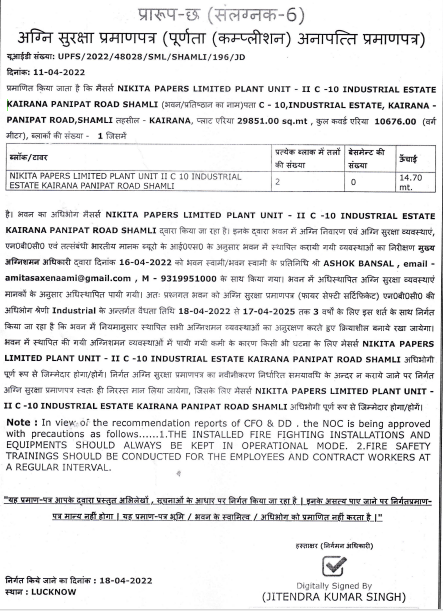 प्रारूप-छ (संलग्नक-6)
अग्नि सुरक्षा प्रमाणपत्र (पूर्णता (कम्प्लीशन) अनापत्ति प्रमाणपत्र)
यूआईडी संख्या: UPFS/2022/48028/SML/SHAMLI/196/JD
दिनांक: 11-04-2022
प्रमाणित किया जाता है कि मैसर्स NIKITA PAPERS LIMITED PLANT UNIT - II C -10 INDUSTRIAL ESTATE
KAIRANA PANIPAT ROAD SHAMLI (भवन/प्रतिष्ठान का नाम)पता C - 10,INDUSTRIAL ESTATE, KAIRANA -
PANIPAT ROAD,SHAMLI तहसील - KAIRANA, प्लाट एरिया 29851.00 sq.mt , कुल कवर्ड एरिया 10676.00 (वर्ग
मीटर), ब्लाकों की संख्या - 1 जिसमें
ब्लॉक/टावर प्रत्येक ब्लाक में तलों की संख्या बेसमेन्ट की संख्या ऊँचाई
NIKITA PAPERS LIMITED PLANT UNIT II C 10 INDUSTRIAL ESTATE KAIRANA PANIPAT ROAD SHAMLI 2 0 14.70 mt.
है। भवन का अधिभोग मैसर्स NIKITA PAPERS LIMITED PLANT UNIT - II C -10 INDUSTRIAL ESTATE
KAIRANA PANIPAT ROAD SHAMLI द्वारा किया जा रहा है। इनके द्वारा भवन में अग्नि निवारण एवं अग्नि सुरक्षा व्यवस्थाएं,
एन0बी0सी0 एवं तत्संबंधी भारतीय मानक ब्यूरो के आई0एस0 के अनुसार भवन में स्थापित करायी गयी व्यवस्थाओं का निरीक्षण मुख्य
अग्निशमन अधिकारी द्वारा दिनांक 16-04-2022 को भवन स्वामी/भवन स्वामी के प्रतिनिधि श्री ASHOK BANSAL , email -
amitasaxenaami@gmail.com , M - 9319951000 के साथ किया गया। भवन में अधिष्ठापित अग्नि सुरक्षा व्यवस्थाएं
मानकों के अनुसार अधिस्थापित पायी गयी। अतः प्रश्नगत भवन को अग्नि सुरक्षा प्रमाणपत्र (फायर सेफ्टी सर्टिफिकेट) एन0बी0सी0 की
अधिभोग श्रेणी Industrial के अन्तर्गत वैधता तिथि 18-04-2022 से 17-04-2025 तक 3 वर्षों के लिए इस शर्त के साथ निर्गत
किया जा रहा है कि भवन में नियमानुसार स्थापित सभी अग्निशमन व्यवस्थाओं का अनुरक्षण करते हुए क्रियाशील बनाये रखा जायेगा।
भवन में स्थापित की गयी अग्निशमन व्यवस्थाओं में पायी गयी कमी के कारण किसी भी घटना के लिए मैसर्स NIKITA PAPERS
LIMITED PLANT UNIT - II C -10 INDUSTRIAL ESTATE KAIRANA PANIPAT ROAD SHAMLI अधिभोगी
पूर्ण रूप से जिम्मेदार होगा/होगें। निर्गत अग्नि सुरक्षा प्रमाणपत्र का नवीनीकरण निर्धारित समयावधि के अन्दर न कराये जाने पर निर्गत
अग्नि सुरक्षा प्रमाणपत्र स्वतः ही निरस्त मान लिया जायेगा, जिसके लिए मैसर्स NIKITA PAPERS LIMITED PLANT UNIT -
II C -10 INDUSTRIAL ESTATE KAIRANA PANIPAT ROAD SHAMLI अधिभोगी पूर्ण रूप से जिम्मेदार होगा/होगें।
Note : In view of the recommendation reports of CFO & DD . the NOC is being approved
with precautions as follows......1.THE INSTALLED FIRE FIGHTING INSTALLATIONS AND
EQUIPMENTS SHOULD ALWAYS BE KEPT IN OPERATIONAL MODE. 2.FIRE SAFETY
TRAININGS SHOULD BE CONDUCTED FOR THE EMPLOYEES AND CONTRACT WORKERS AT
A REGULAR INTERVAL.
"यह प्रमाण-पत्र आपके द्वारा प्रस्तुत अभिलेखों , सूचनाओं के आधार पर निर्गत किया जा रहा है | इनके असत्य पाए जाने पर निर्गतप्रमाण-
पत्र मान्य नहीं होगा | यह प्रमाण-पत्र भूमि / भवन के स्वामित्व / अधिभोग को प्रमाणित नहीं करता है |"
हस्ताक्षर (निर्गमन अधिकारी)
निर्गत किये जाने का दिनांक : 18-04-2022
स्थान : LUCKNOW
Digitally Signed By
(JITENDRA KUMAR SINGH)